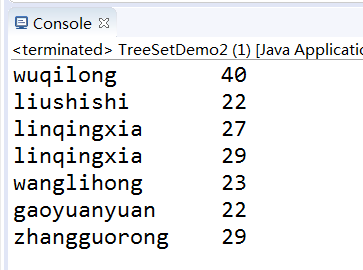 Console
<terminated> TreeSetDemo2 (1) [Java Applicatio
wuqilong 40
liushishi 22
linqingxia 27
linqingxia 29
wanglihong 23
gaoyuanyuan 22
zhangguorong 29